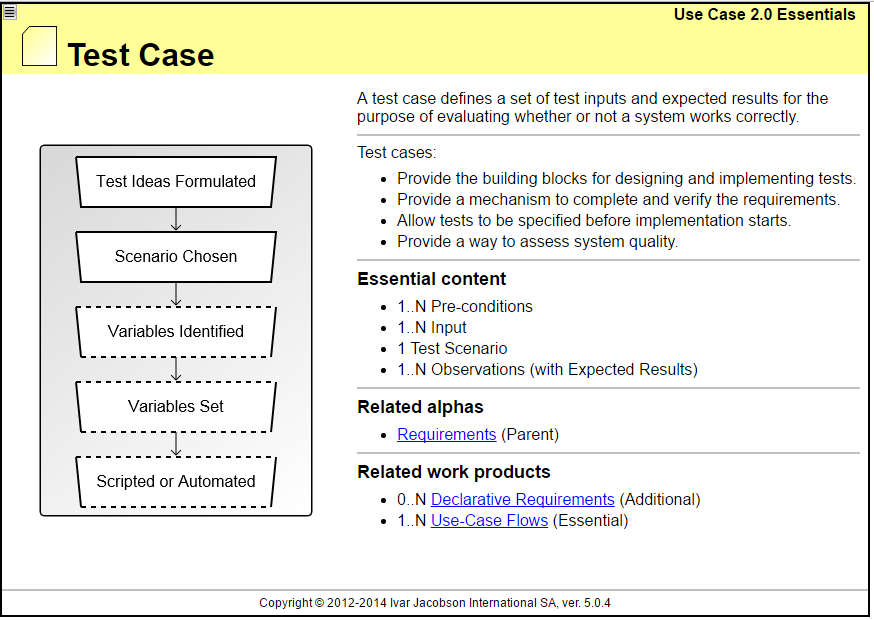 Use Case 2.0 Essentials
Test Case
Test Ideas Formulated
Scenario Chosen
Variables Identified
Variables Set
Scripted or Automated
A test case defines a set of test inputs and expected results for the
purpose of evaluating whether or not a system works correctly.
Test cases:
• Provide the building blocks for designing and implementing tests.
• Provide a mechanism to complete and verify the requirements.
• Allow tests to be specified before implementation starts.
• Provide a way to assess system quality.
Essential content
• 1..N Pre-conditions
• 1..N Input
• 1 Test Scenario
• 1..N Observations (with Expected Results)
Related alphas
• Requirements (Parent)
Related work products
• 0..N Declarative Requirements (Additional)
• 1..N Use-Case Flows (Essential)
Copyright © 2012-2014 Ivar Jacobson International SA, ver. 5.0.4